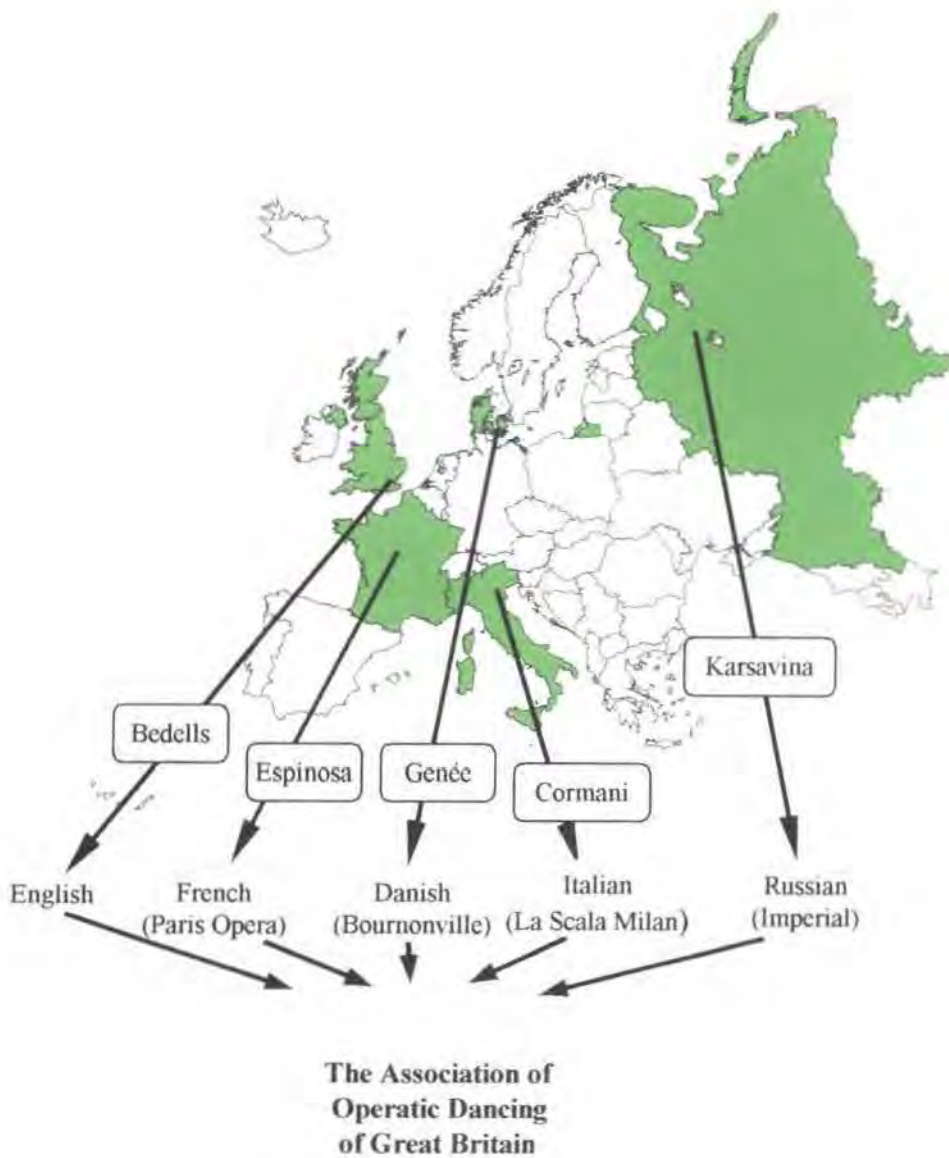 Karsavina
Bedells
Espinosa
Genée
Cormani
English
French
(Paris Opera)
Danish
(Bournonville)
Italian
(La Scala Milan)
Russian
(Imperial)
The Association of
Operatic Dancing
of Great Britain